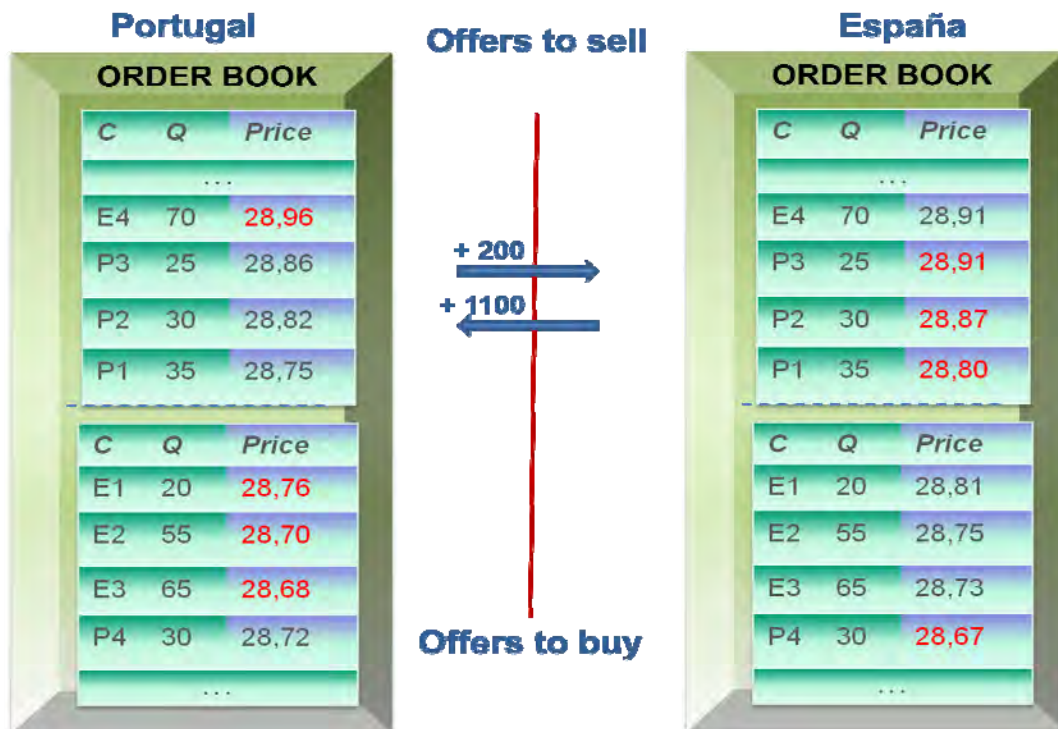 Portugal
ORDER BOOK
C Q Price
...
E4 70 28,96
P3 25 28,86
P2 30 28,82
P1 35 28,75
C Q Price
E1 20 28,76
E2 55 28,70
E3 65 28,68
P4 30 28,72
...
Offers to sell
+ 200
+ 1100
Offers to buy
España
ORDER BOOK
C Q Price
...
E4 70 28,91
P3 25 28,91
P2 30 28,87
P1 35 28,80
C Q Price
E1 20 28,81
E2 55 28,75
E3 65 28,73
P4 30 28,67
...